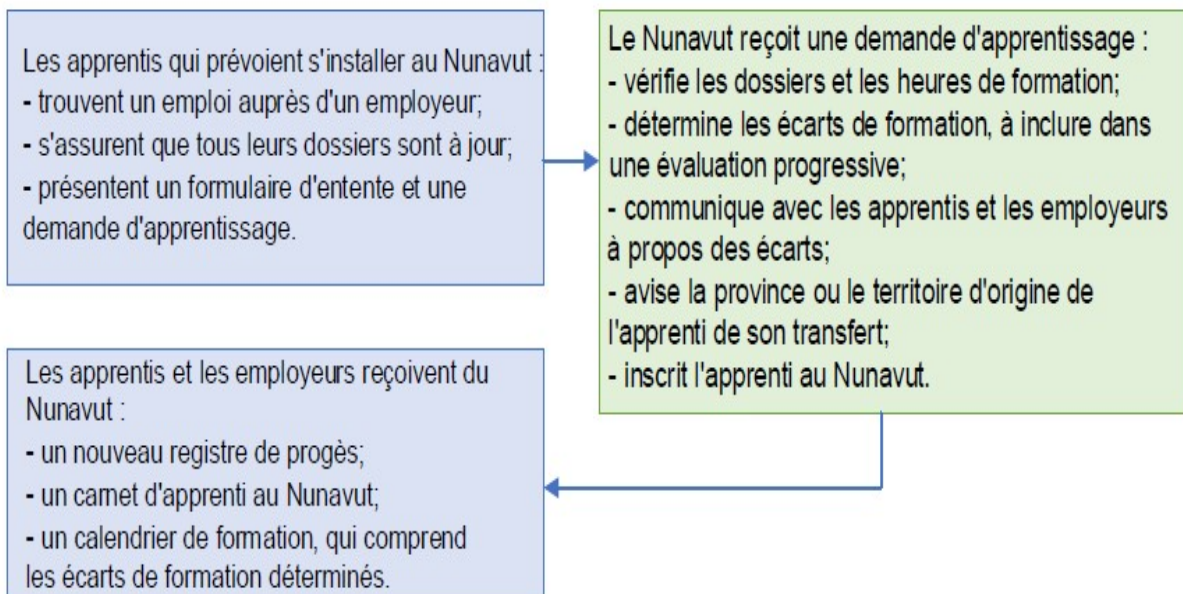 Les apprentis qui prévoient s'installer au Nunavut :
- trouvent un emploi auprès d'un employeur;
- s'assurent que tous leurs dossiers sont à jour;
- présentent un formulaire d'entente et une
demande d'apprentissage.
Le Nunavut reçoit une demande d'apprentissage :
- vérifie les dossiers et les heures de formation;
- détermine les écarts de formation, à inclure dans
une évaluation progressive;
- communique avec les apprentis et les employeurs
à propos des écarts;
- avise la province ou le territoire d'origine de
l'apprenti de son transfert;
- inscrit l'apprenti au Nunavut.
Les apprentis et les employeurs reçoivent du
Nunavut :
- un nouveau registre de progès;
- un carnet d'apprenti au Nunavut;
- un calendrier de formation, qui comprend
les écarts de formation déterminés.